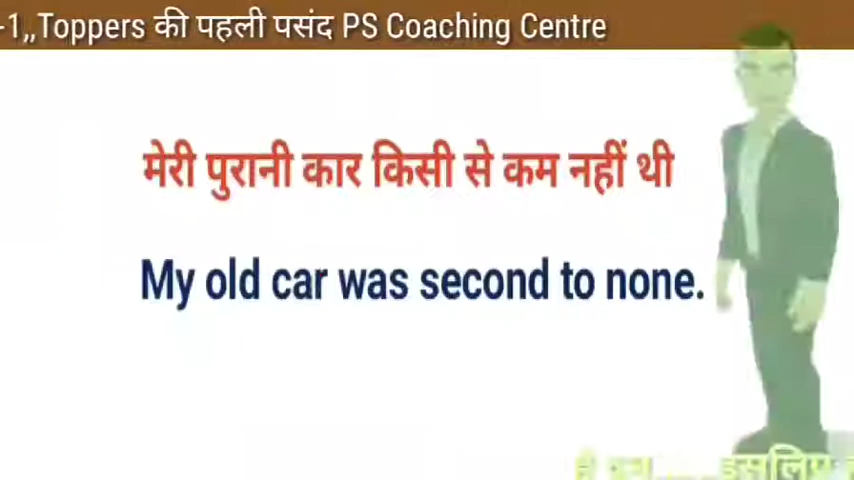 -1,,Toppers की पहली पसंद PS Coaching Centre
मेरी पुरानी कार किसी से कम नहीं थी
My old car was second to none.